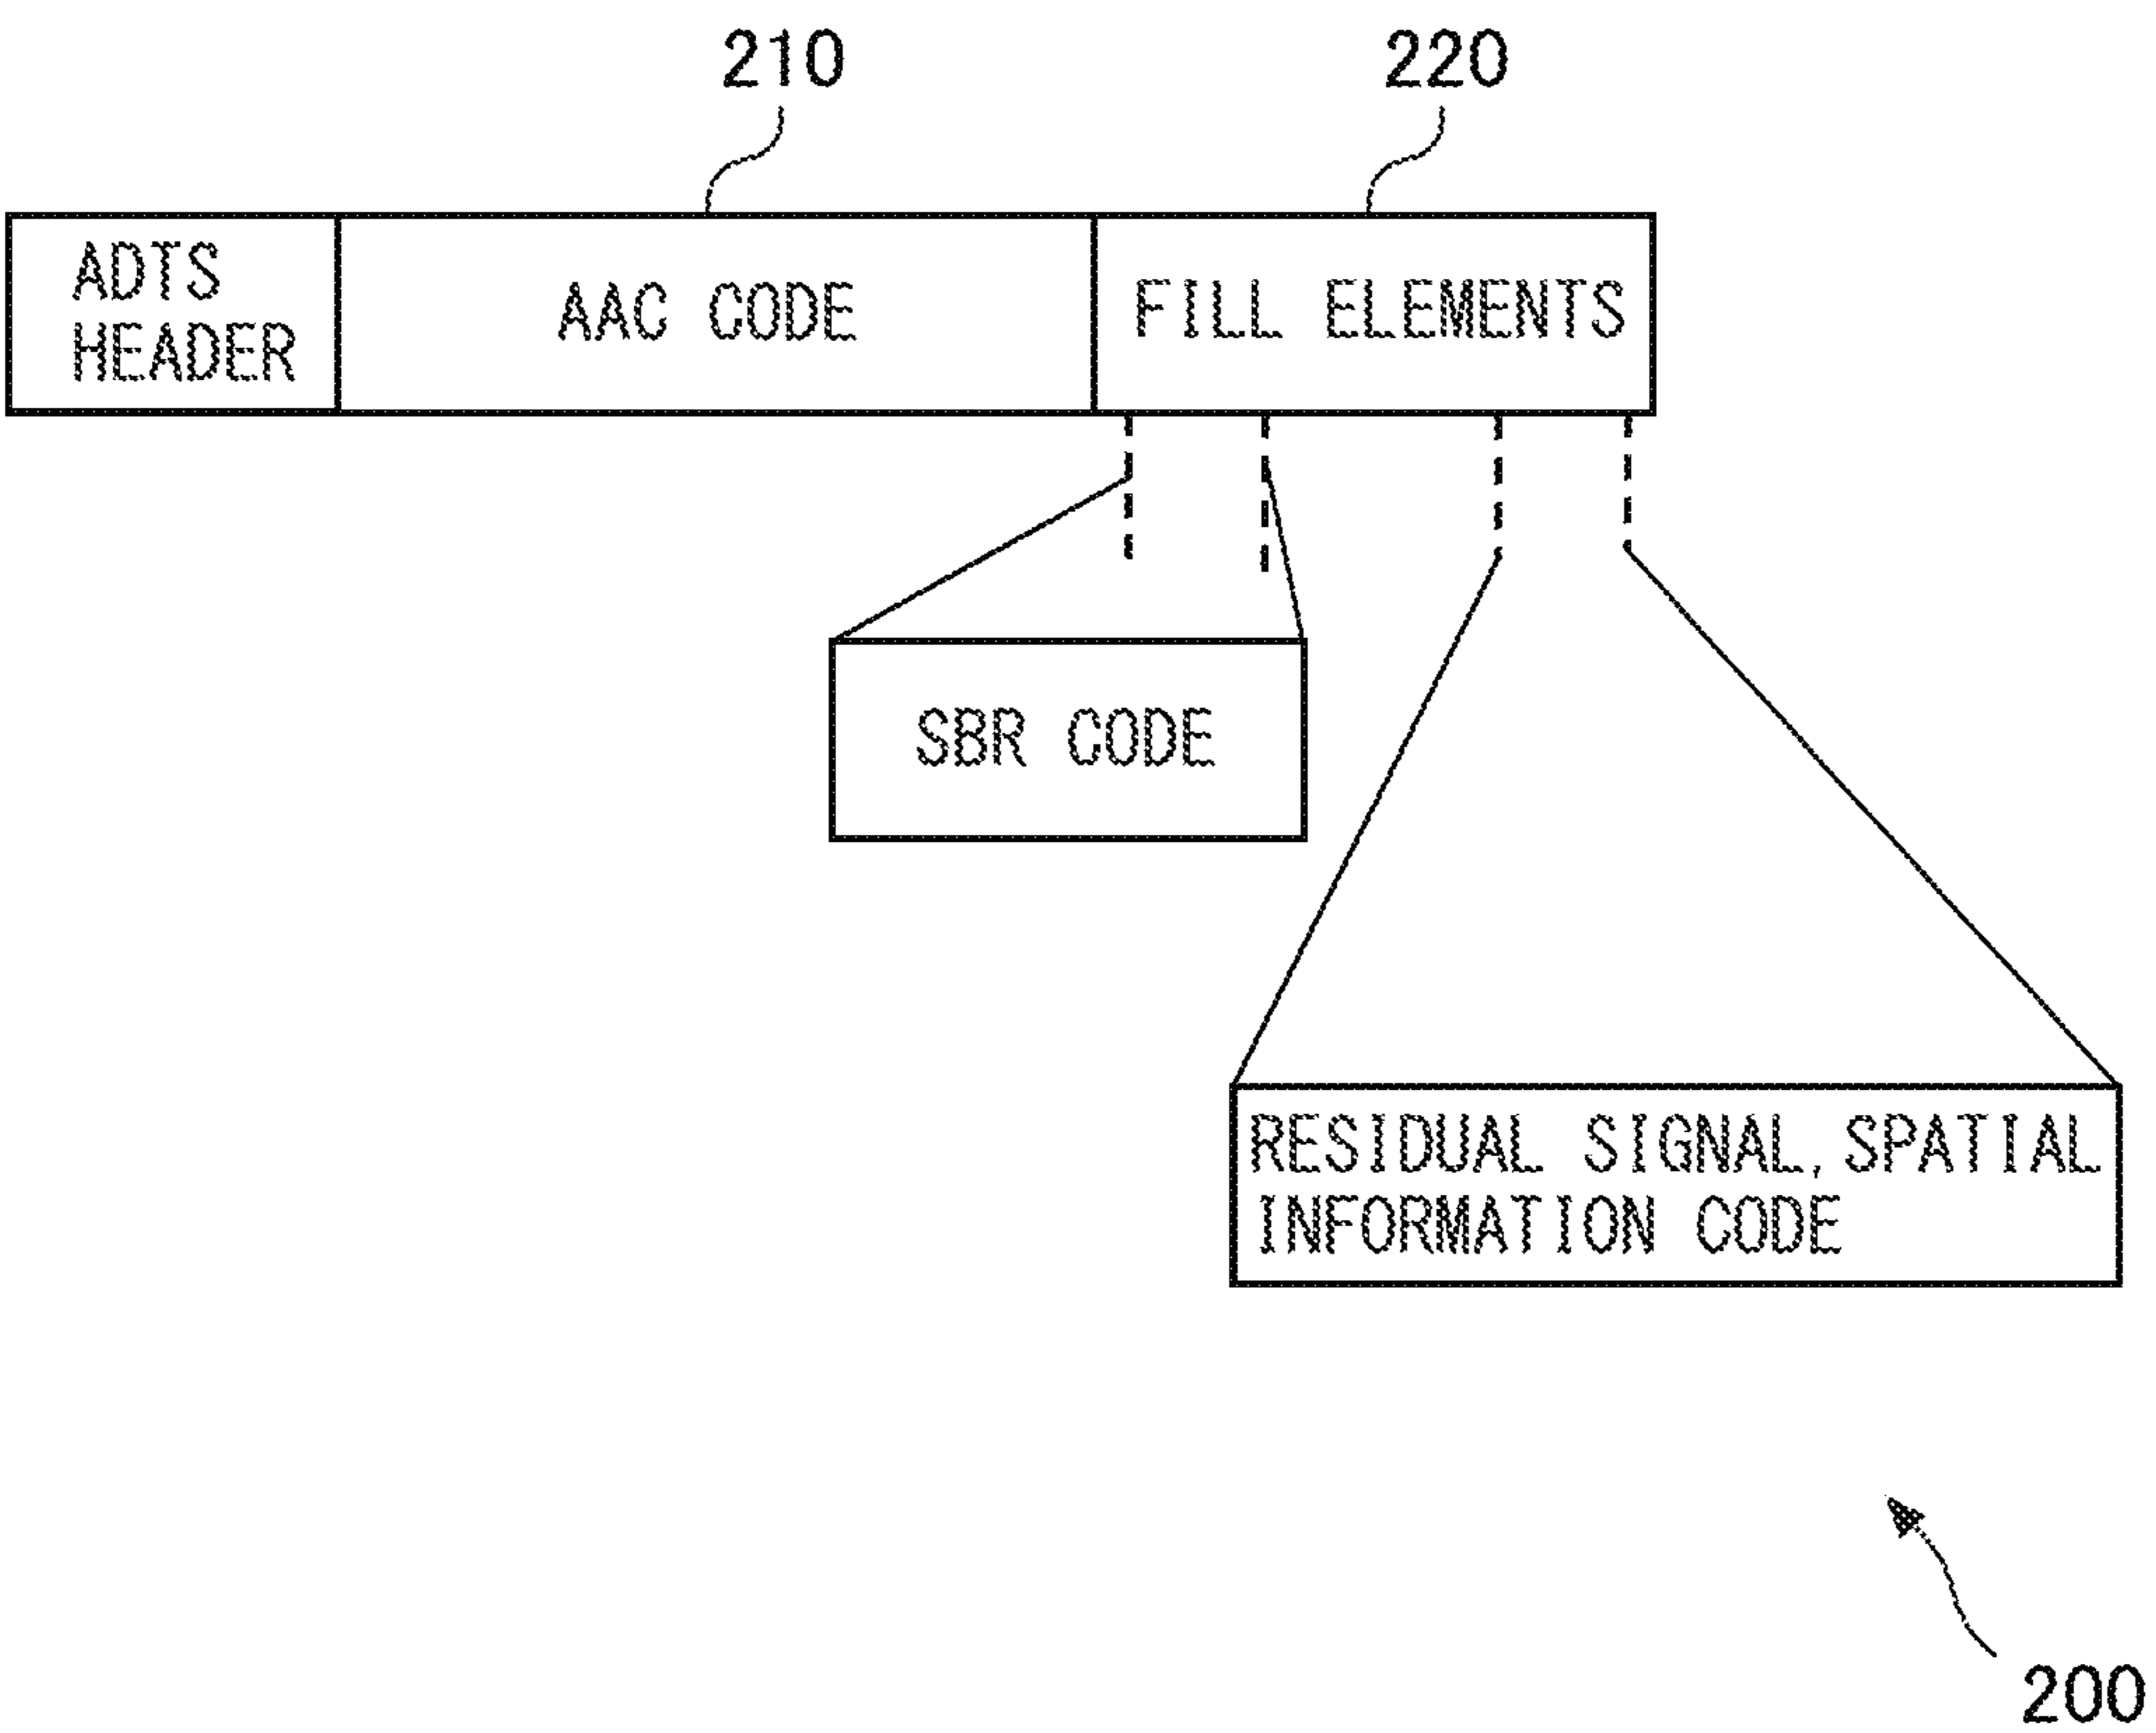 210
220
ADTS
HEADER
AAC CODE
FILL ELEMENTS
SBR CODE
RESIDUAL SIGNAL, SPATIAL
INFORMATION CODE
200